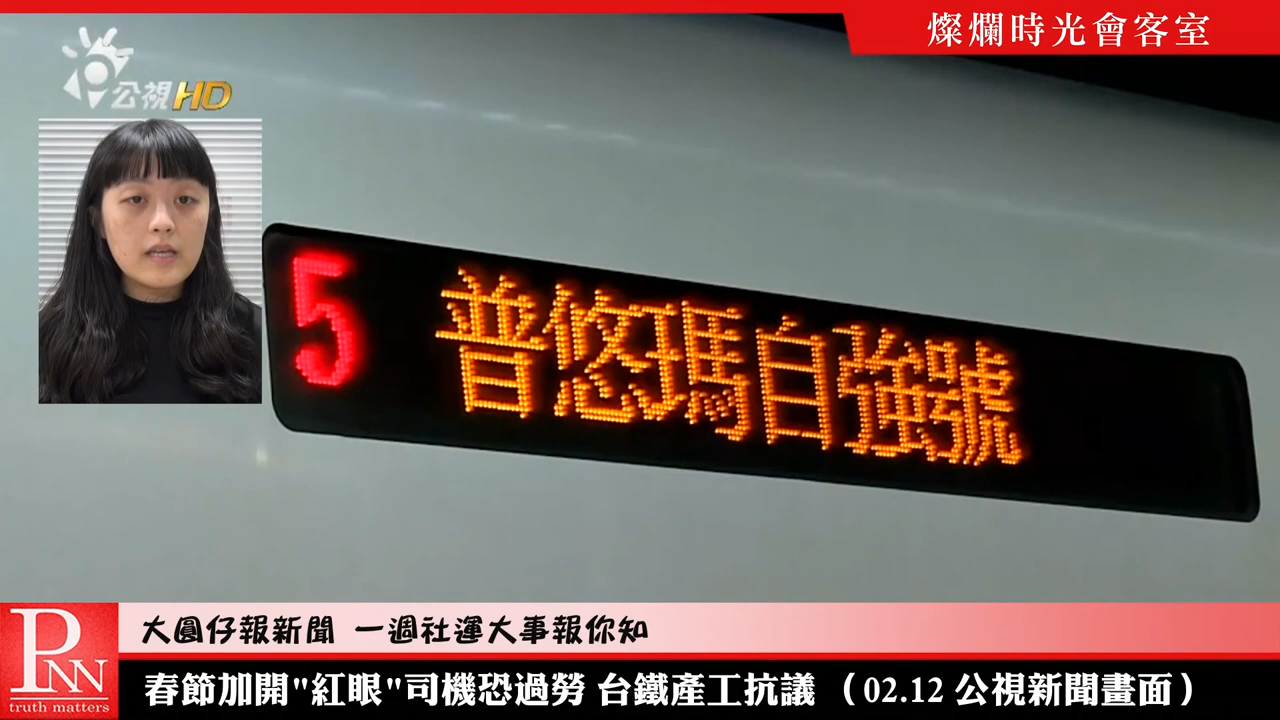 燦爛時光會客室
公視HD
5 普悠瑪自強號
PNN
truth matters
大圓仔報新聞 一週社運大事報你知
春節加開"紅眼"司機恐過勞 台鐵產工抗議 （02.12 公視新聞畫面）